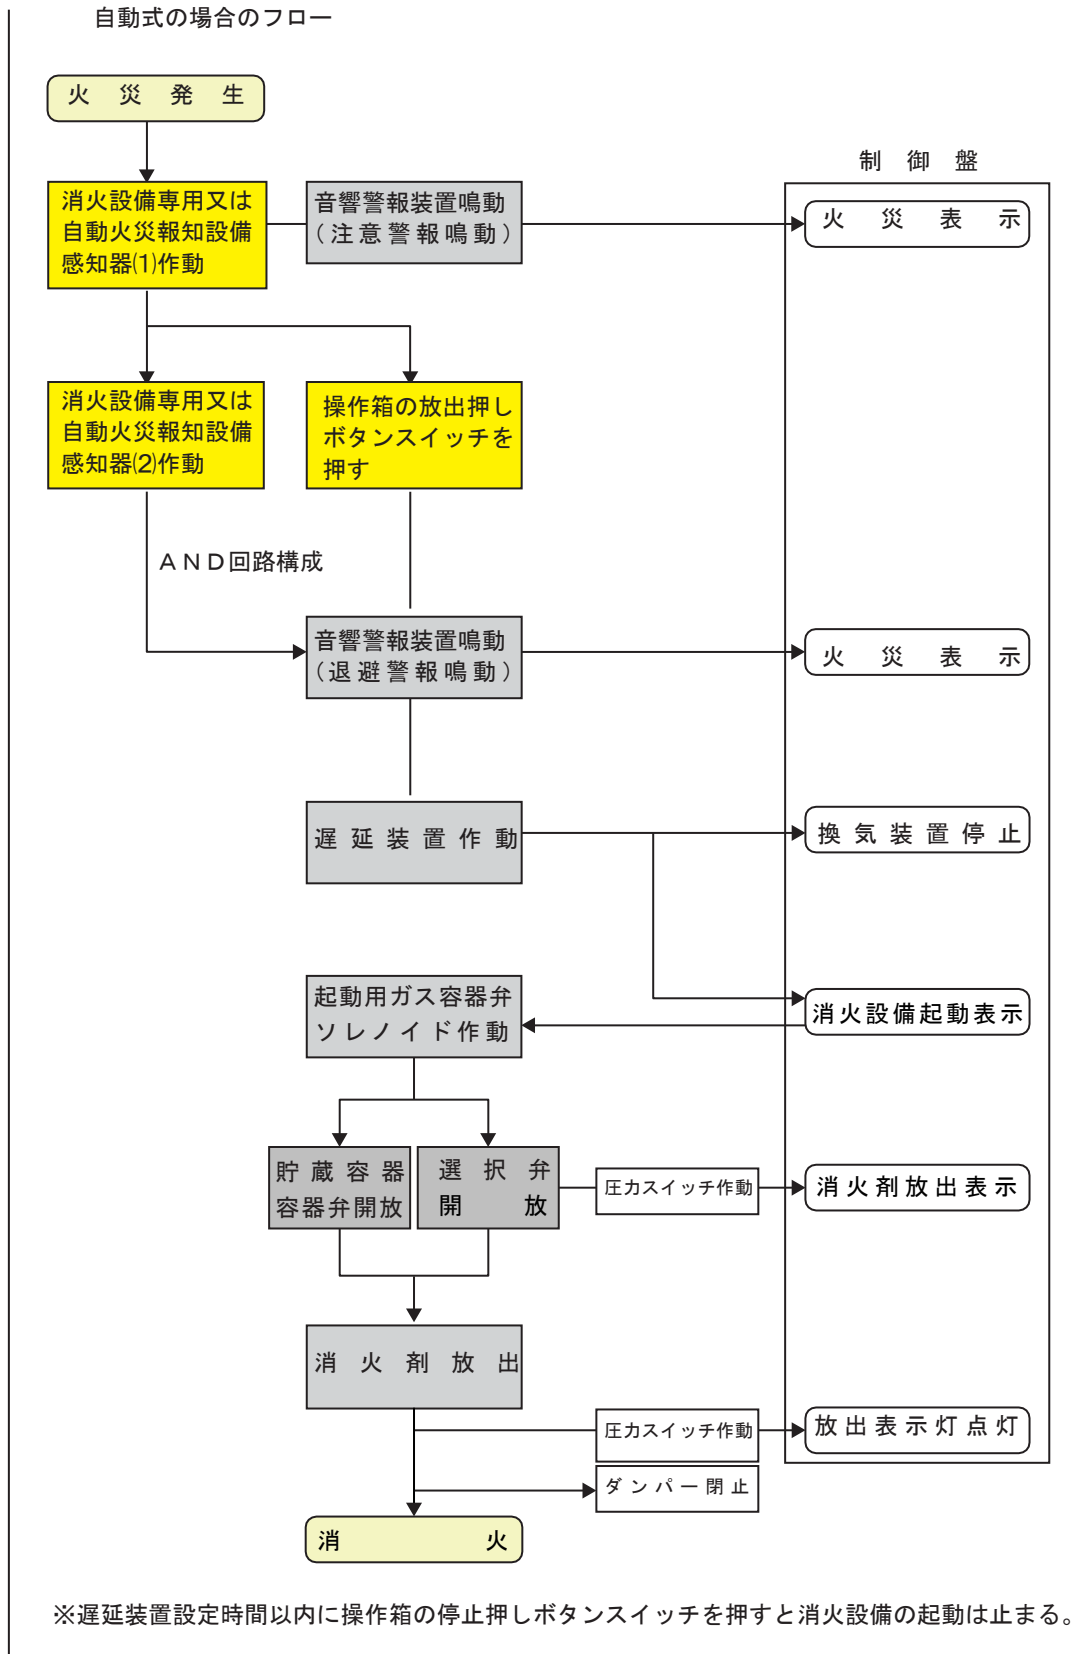 自動式の場合のフロー
火災発生
制御盤
消火設備専用又は
自動火災報知設備
感知器(1)作動
音響警報装置鳴動
(注意警報鳴動)
火災表示
消火設備専用又は
自動火災報知設備
感知器(2)作動
操作箱の放出押し
ボタンスイッチを
押す
AND回路構成
音響警報装置鳴動
(退避警報鳴動)
火災表示
遅延装置作動
換気装置停止
起動用ガス容器弁
ソレノイド作動
消火設備起動表示
貯蔵容器
容器弁開放
選択弁
開放
圧力スイッチ作動
消火剤放出表示
消火剤放出
圧力スイッチ作動
放出表示灯点灯
ダンパー閉止
消火
※遅延装置設定時間以内に操作箱の停止押しボタンスイッチを押すと消火設備の起動は止まる。